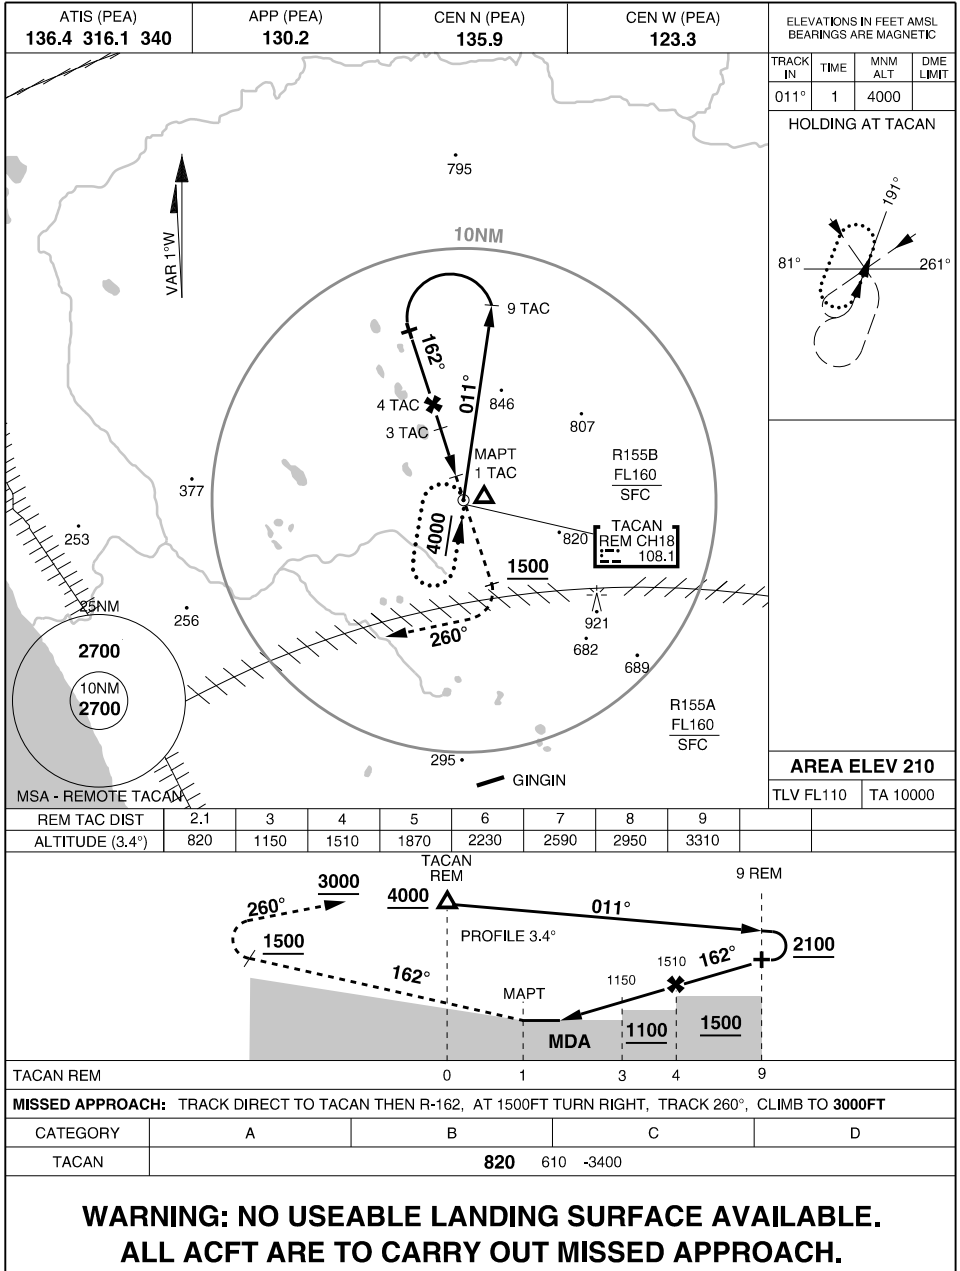 ATIS (PEA)
136.4 316.1 340
APP (PEA)
130.2
CEN N (PEA)
135.9
CEN W (PEA)
123.3
ELEVATIONS IN FEET AMSL
BEARINGS ARE MAGNETIC
TRACK IN
TIME
MNM ALT
DME LIMIT
011°
1
4000
HOLDING AT TACAN
191°
81°
261°
VAR 1°W
795
10NM
9 TAC
162°
011°
4 TAC
846
3 TAC
807
MAPT
1 TAC
R155B
FL160
SFC
377
253
4000
820
TACAN
REM CH18
108.1
1500
25NM
256
260°
921
682
689
2700
10NM
2700
R155A
FL160
SFC
295
GINGIN
MSA - REMOTE TACAN
AREA ELEV 210
TLV FL110
TA 10000
REM TAC DIST 2.1 3 4 5 6 7 8 9
ALTITUDE (3.4°) 820 1150 1510 1870 2230 2590 2950 3310
TACAN
REM
9 REM
3000
4000
260°
011°
1500
PROFILE 3.4°
2100
162°
1510
162°
1150
MAPT
MDA
1100
1500
TACAN REM 0 1 3 4 9
MISSED APPROACH: TRACK DIRECT TO TACAN THEN R-162, AT 1500FT TURN RIGHT, TRACK 260°, CLIMB TO 3000FT
CATEGORY A B C D
TACAN 820 610 -3400
WARNING: NO USEABLE LANDING SURFACE AVAILABLE.
ALL ACFT ARE TO CARRY OUT MISSED APPROACH.